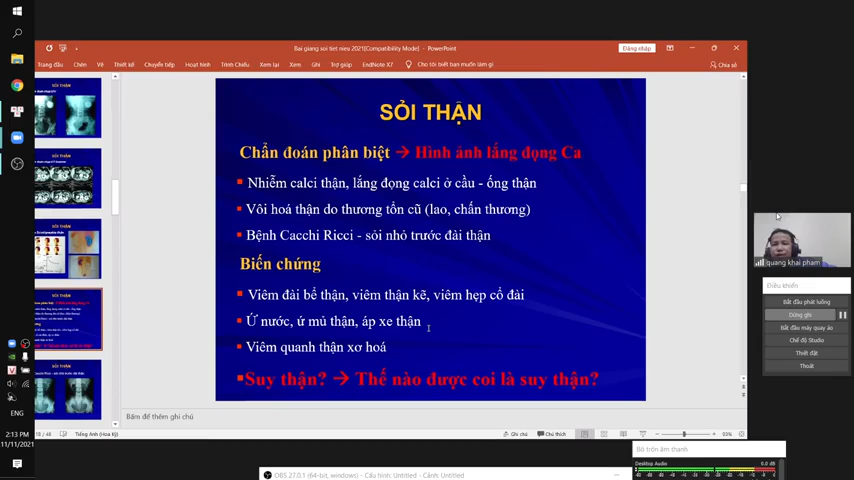 Bai giang soi tiet nieu 2021[Compatibility Mode] - PowerPoint
Đăng nhập
Trang đầu Chèn Vẽ Thiết kế Chuyển tiếp Hoạt hình Trình Chiếu Xem lại Xem Ghi Trợ giúp EndNote X7 Cho tôi biết bạn muốn làm gì
Chia sẻ
SỎI THẬN
Chẩn đoán phân biệt → Hình ảnh lắng đọng Ca
Nhiễm calci thận, lắng đọng calci ở cầu - ống thận
Vôi hoá thận do thương tổn cũ (lao, chấn thương)
Bệnh Cacchi Ricci - sỏi nhỏ trước đài thận
Biến chứng
Viêm đài bể thận, viêm thận kẽ, viêm hẹp cổ đài
Ứ nước, ứ mủ thận, áp xe thận
Viêm quanh thận xơ hoá
Suy thận? → Thế nào được coi là suy thận?
Bấm để thêm ghi chú
Tiếng Anh (Hoa Kỳ)
Ghi chú
Chú thích
55%
quang khai pham
Điều khiển
Bắt đầu phát luồng
Dừng ghi
Bắt đầu máy quay ảo
Chế độ Studio
Thiết đặt
Thoát
Bộ trộn âm thanh
Desktop Audio
0.0 dB
OBS 27.0.1 (64-bit, windows) - Cấu hình: Untitled - Cảnh: Untitled
ENG
2:13 PM
11/11/2021